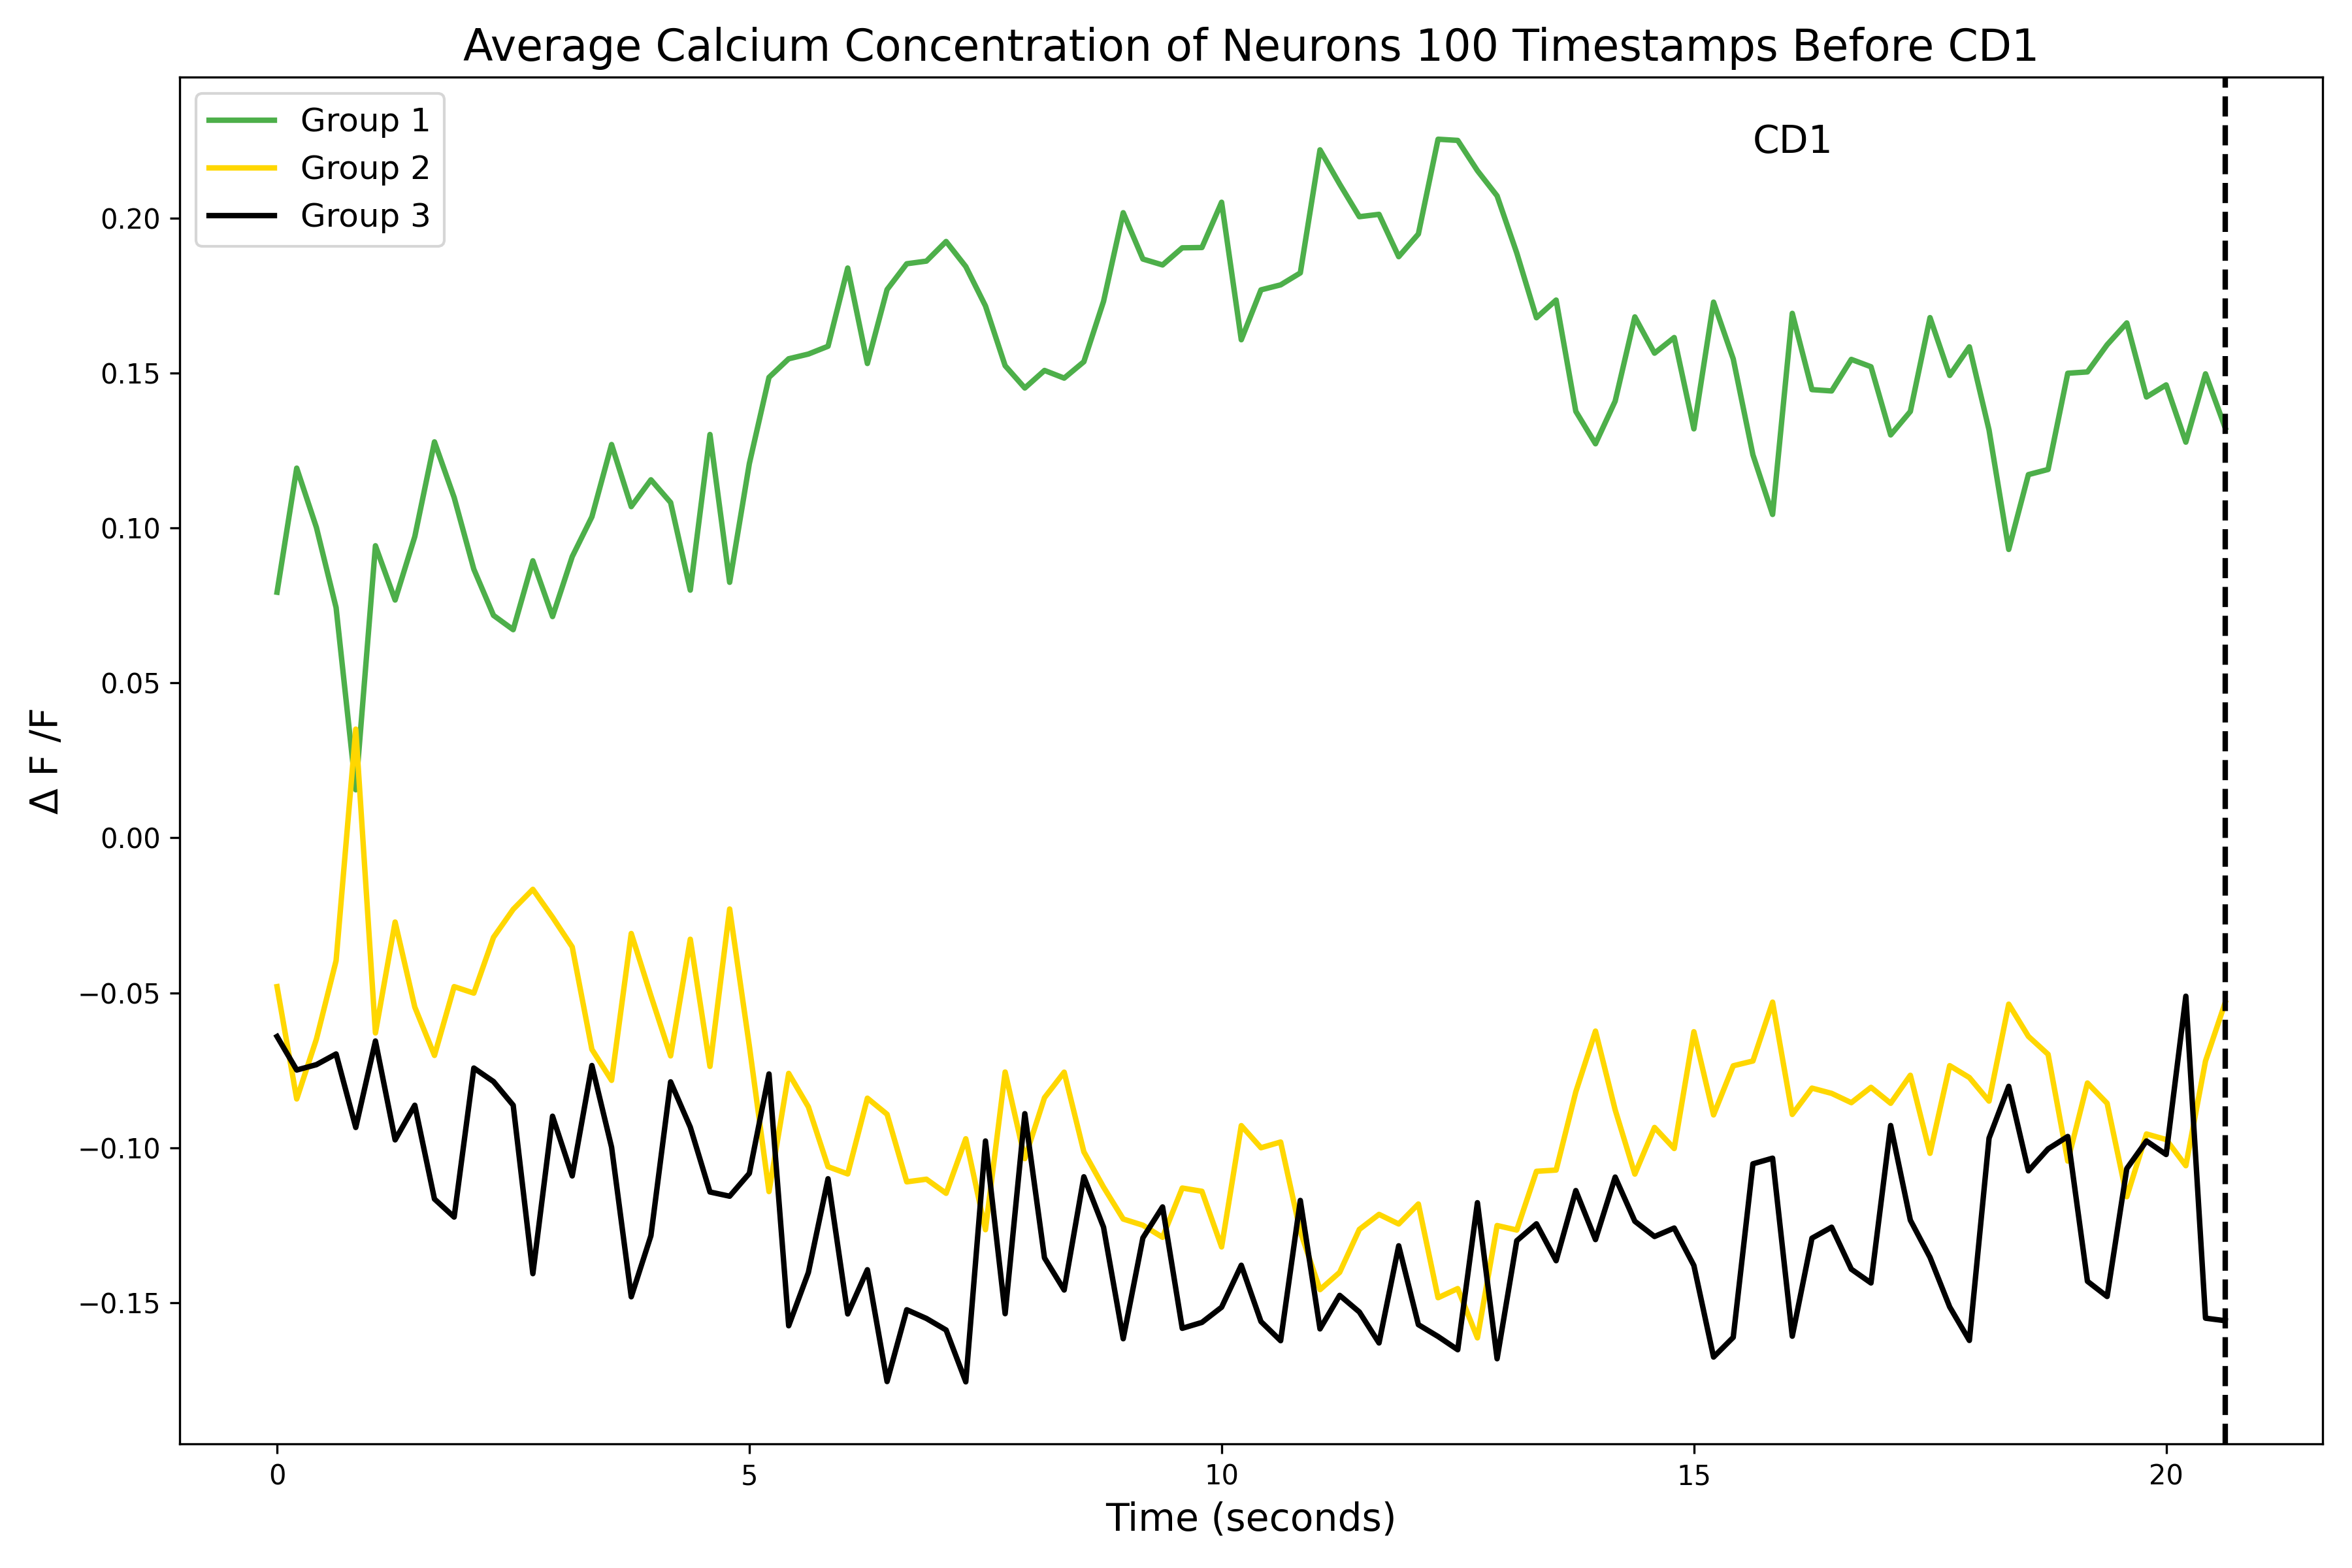 Average Calcium Concentration of Neurons 100 Timestamps Before CD1
Group 1
Group 2
Group 3
CD1
0.20
0.15
0.10
0.05
0.00
−0.05
−0.10
−0.15
Δ F /F
0 5 10 15 20
Time (seconds)